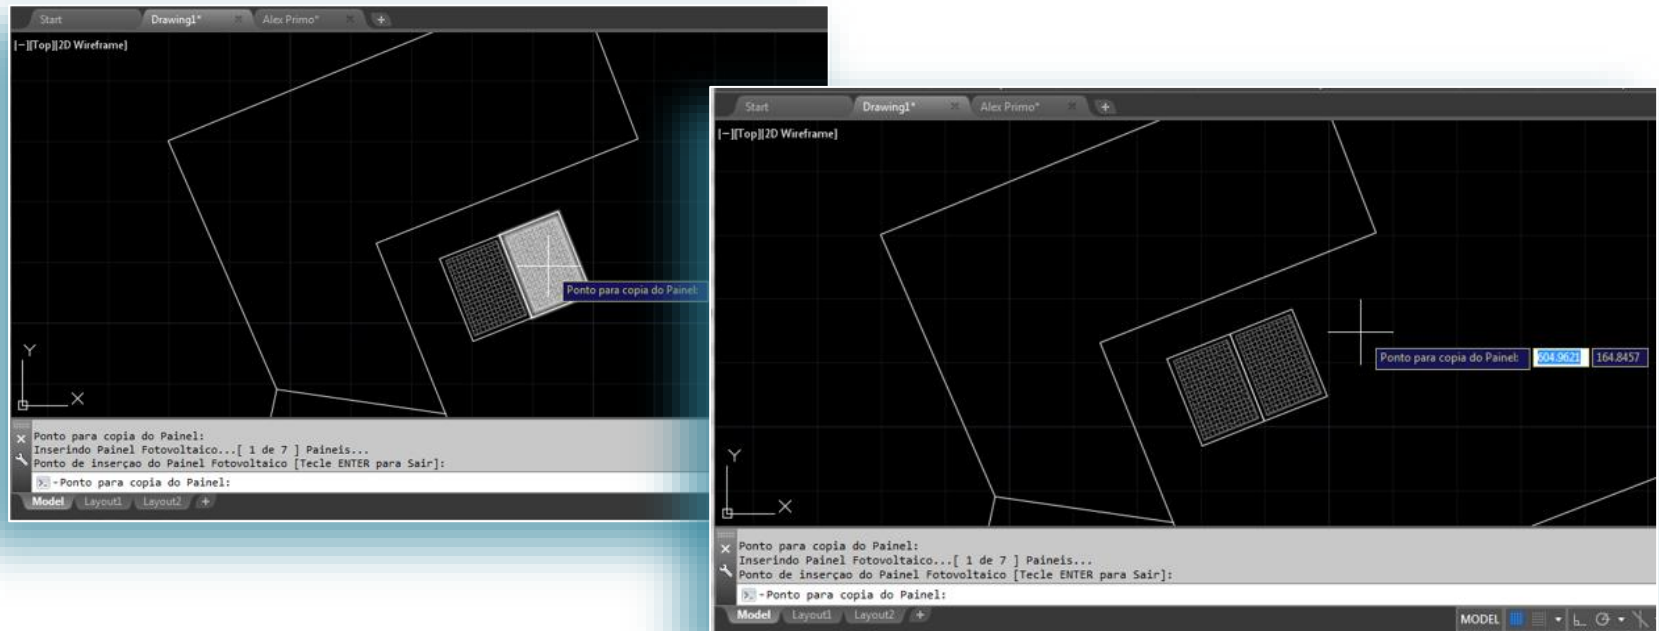 Start
Drawing1*
Alex Primo*
[−][Top][2D Wireframe]
Ponto para copia do Painel:
Y
X
Ponto para copia do Painel:
Inserindo Painel Fotovoltaico...[ 1 de 7 ] Paineis...
Ponto de inserçao do Painel Fotovoltaico [Tecle ENTER para Sair]:
-Ponto para copia do Painel:
Model Layout1 Layout2 +
Start
Drawing1*
Alex Primo*
[−][Top][2D Wireframe]
Ponto para copia do Painel: 604.9621 164.8457
Y
X
Ponto para copia do Painel:
Inserindo Painel Fotovoltaico...[ 1 de 7 ] Paineis...
Ponto de inserçao do Painel Fotovoltaico [Tecle ENTER para Sair]:
-Ponto para copia do Painel:
Model Layout1 Layout2 +
MODEL